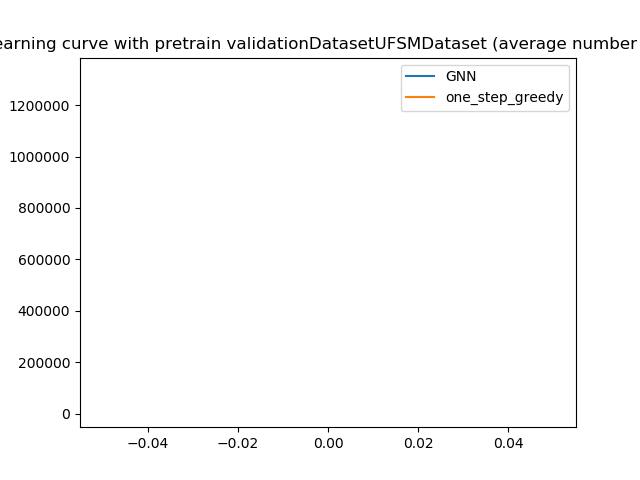 earning curve with pretrain validationDatasetUFSMDataset (average number
GNN
one_step_greedy
1200000
1000000
800000
600000
400000
200000
0
−0.04 −0.02 0.00 0.02 0.04